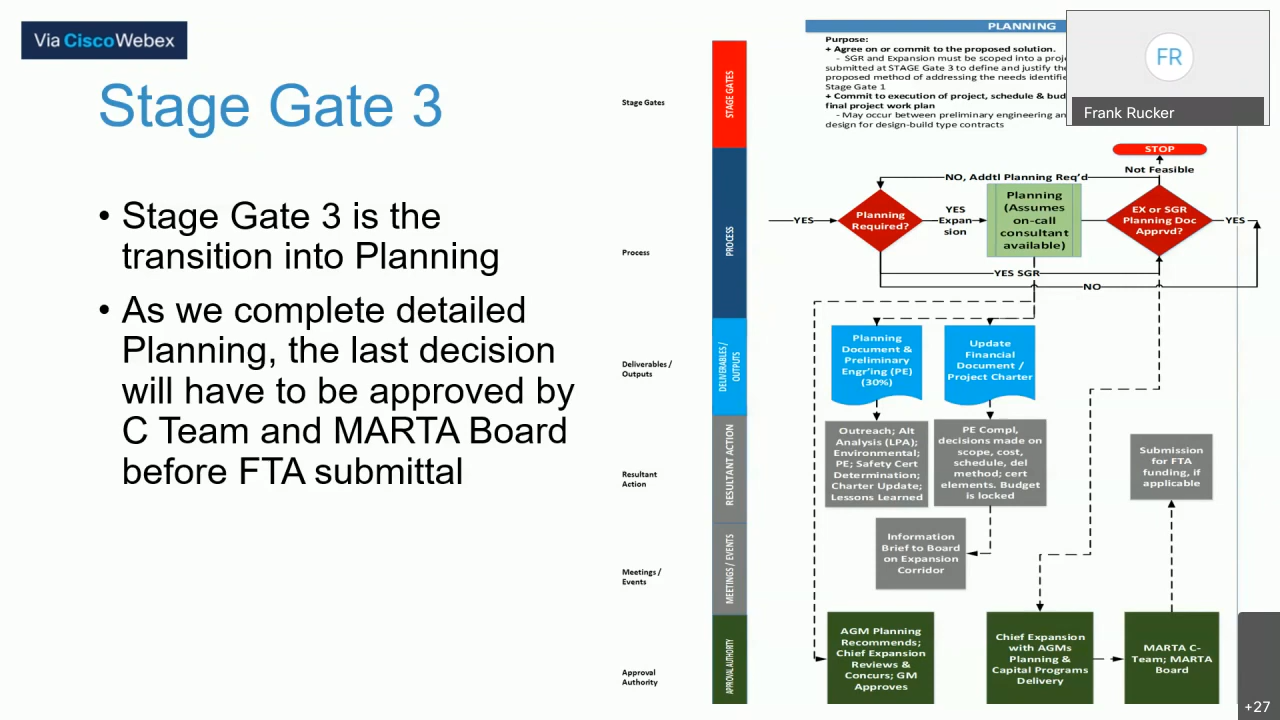 Via CiscoWebex
Stage Gate 3
• Stage Gate 3 is the
transition into Planning
• As we complete detailed
Planning, the last decision
will have to be approved by
C Team and MARTA Board
before FTA submittal
PLANNING
Purpose:
+ Agree on or commit to the proposed solution.
- SGR and Expansion must be scoped into a
submitted at STAGE Gate 3 to define and justify the
proposed method of addressing the needs
Stage Gate 1
+ Commit to execution of project, schedule &
final project work plan
- May occur between preliminary engineering
design for design-build type contracts
FR
Frank Rucker
Stage Gates
STAGE GATES
Process
PROCESS
STOP
Not Feasible
NO, Addtl Planning Req'd
YES
Planning
Required?
YES
Expan
sion
Planning
(Assumes
on-call
consultant
available)
EX or SGR
Planning Doc
Apprvd?
YES
YES SGR
NO
Deliverables /
Outputs
DELIVERABLES /
OUTPUTS
Planning
Document &
Preliminary
Engr'ing (PE)
(30%)
Update
Financial
Document /
Project Charter
Resultant
Action
RESULTANT ACTION
Outreach; Alt
Analysis (LPA);
Environmental;
PE; Safety Cert
Determination;
Charter Update;
Lessons Learned
PE Compl,
decisions made on
scope, cost,
schedule, del
method; cert
elements. Budget
is locked
Submission
for FTA
funding, if
applicable
Meetings /
Events
MEETINGS / EVENTS
Information
Brief to Board
on Expansion
Corridor
Approval
Authority
APPROVAL AUTHORITY
AGM Planning
Recommends;
Chief Expansion
Reviews &
Concurs; GM
Approves
Chief Expansion
with AGMs
Planning &
Capital Programs
Delivery
MARTA C-
Team; MARTA
Board
+27